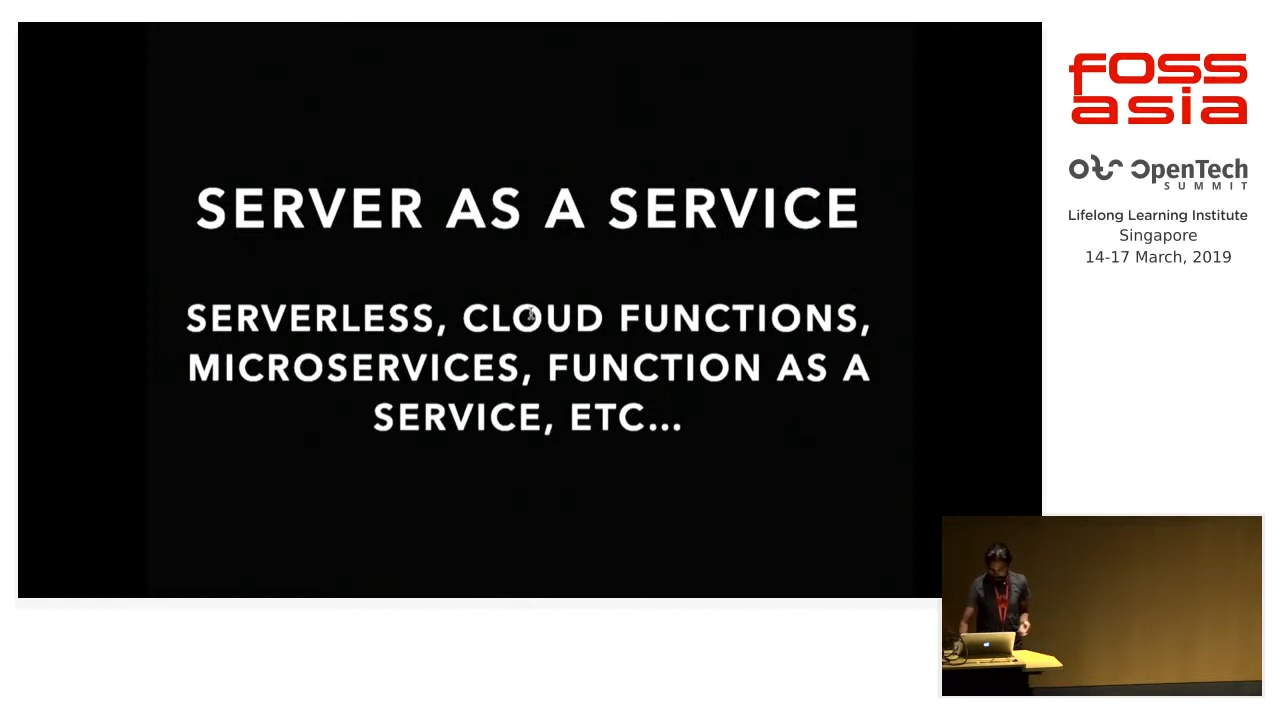 SERVER AS A SERVICE
SERVERLESS, CLOUD FUNCTIONS,
MICROSERVICES, FUNCTION AS A
SERVICE, ETC...
fOSS
asia
OTS OpenTech
SUMMIT
Lifelong Learning Institute
Singapore
14-17 March, 2019